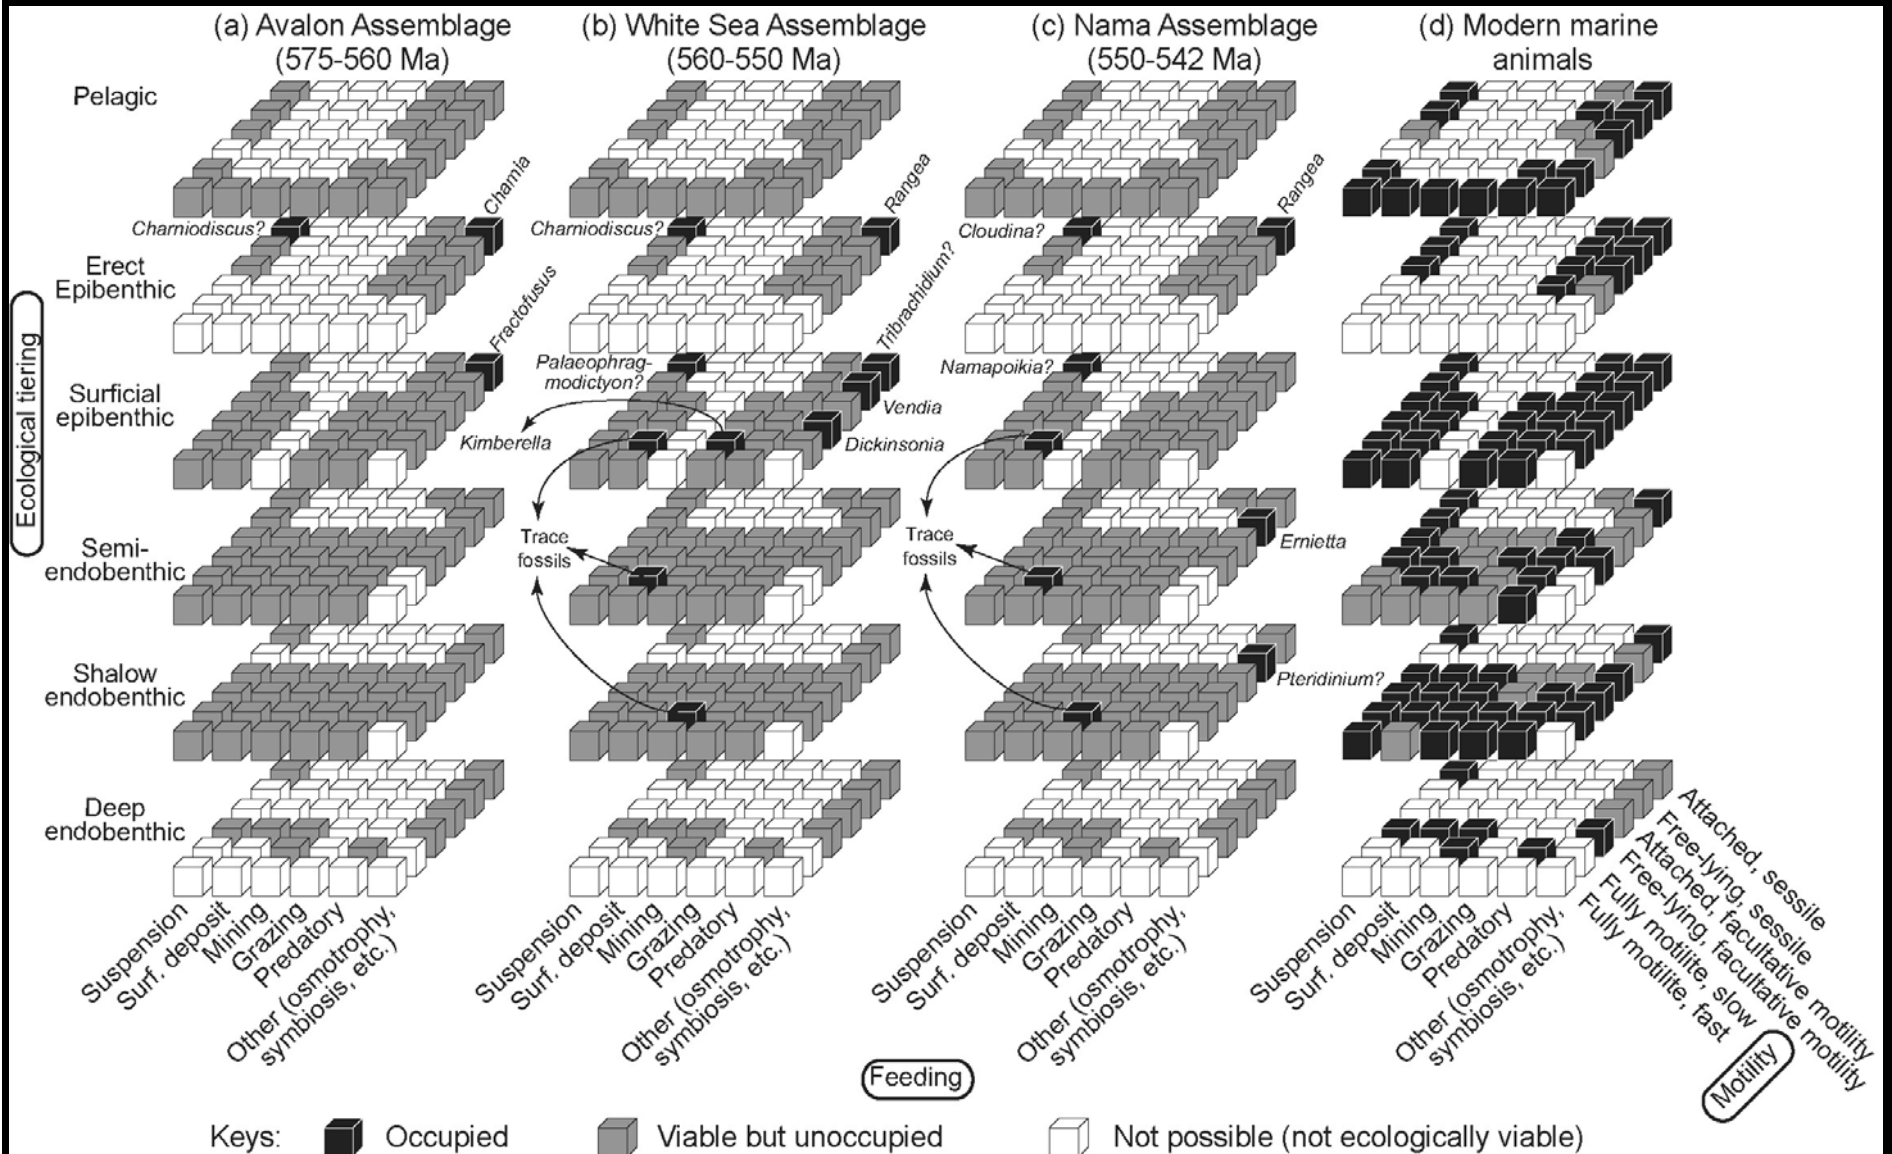 (a) Avalon Assemblage
(575-560 Ma)
(b) White Sea Assemblage
(560-550 Ma)
(c) Nama Assemblage
(550-542 Ma)
(d) Modern marine
animals
Ecological tiering
Pelagic
Erect
Epibenthic
Surficial
epibenthic
Semi-
endobenthic
Shalow
endobenthic
Deep
endobenthic
Charniodiscus?
Charnia
Fractofusus
Charniodiscus?
Rangea
Palaeophrag-
modictyon?
Tribrachidium?
Vendia
Kimberella
Dickinsonia
Trace
fossils
Cloudina?
Rangea
Namapoikia?
Trace
fossils
Ernietta
Pteridinium?
Suspension
Surf. deposit
Mining
Grazing
Predatory
Other (osmotrophy,
symbiosis, etc.)
Suspension
Surf. deposit
Mining
Grazing
Predatory
Other (osmotrophy,
symbiosis, etc.)
Suspension
Surf. deposit
Mining
Grazing
Predatory
Other (osmotrophy,
symbiosis, etc.)
Suspension
Surf. deposit
Mining
Grazing
Predatory
Other (osmotrophy,
symbiosis, etc.)
Attached, sessile
Free-lying, sessile
Attached, facultative motility
Free-lying, facultative motility
Fully motilite, slow
Fully motilite, fast
Feeding
Motility
Keys:
Occupied
Viable but unoccupied
Not possible (not ecologically viable)